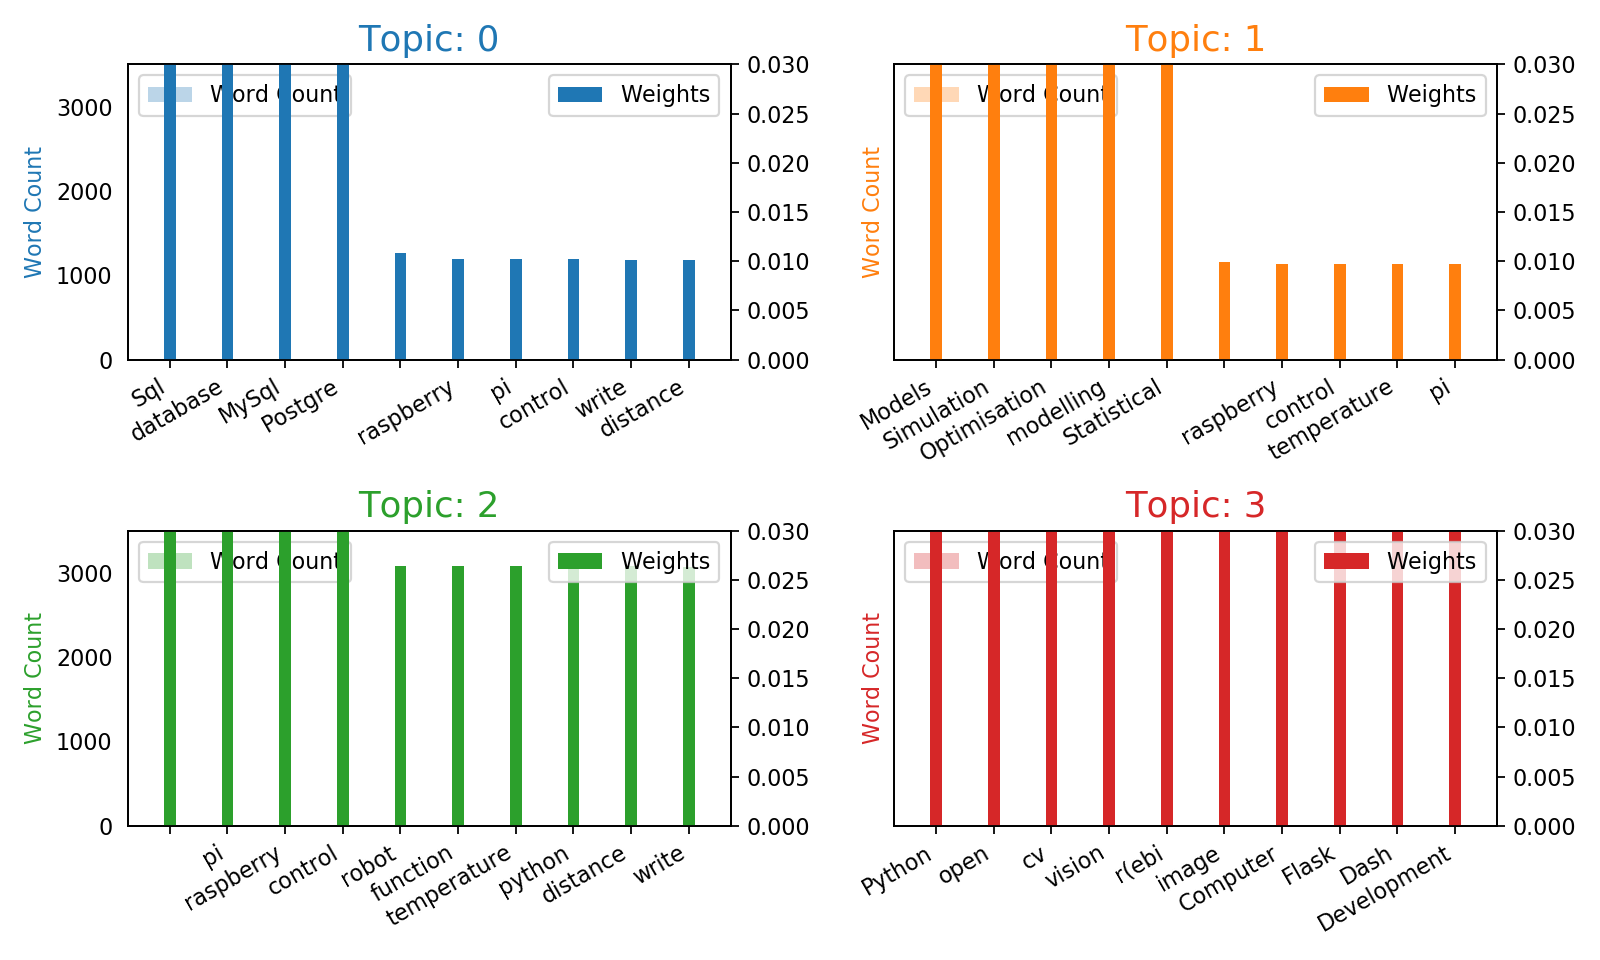 Topic: 0
Word Count
Weights
Word Count
3000
2000
1000
0
0.030
0.025
0.020
0.015
0.010
0.005
0.000
Sql
database
MySql
Postgre
raspberry
pi
control
write
distance
Topic: 1
Word Count
Weights
Word Count
0.030
0.025
0.020
0.015
0.010
0.005
0.000
Models
Simulation
Optimisation
modelling
Statistical
raspberry
control
temperature
pi
Topic: 2
Word Count
Weights
Word Count
3000
2000
1000
0
0.030
0.025
0.020
0.015
0.010
0.005
0.000
pi
raspberry
control
robot
function
temperature
python
distance
write
Topic: 3
Word Count
Weights
Word Count
0.030
0.025
0.020
0.015
0.010
0.005
0.000
Python
open
cv
vision
r(ebi
image
Computer
Flask
Dash
Development